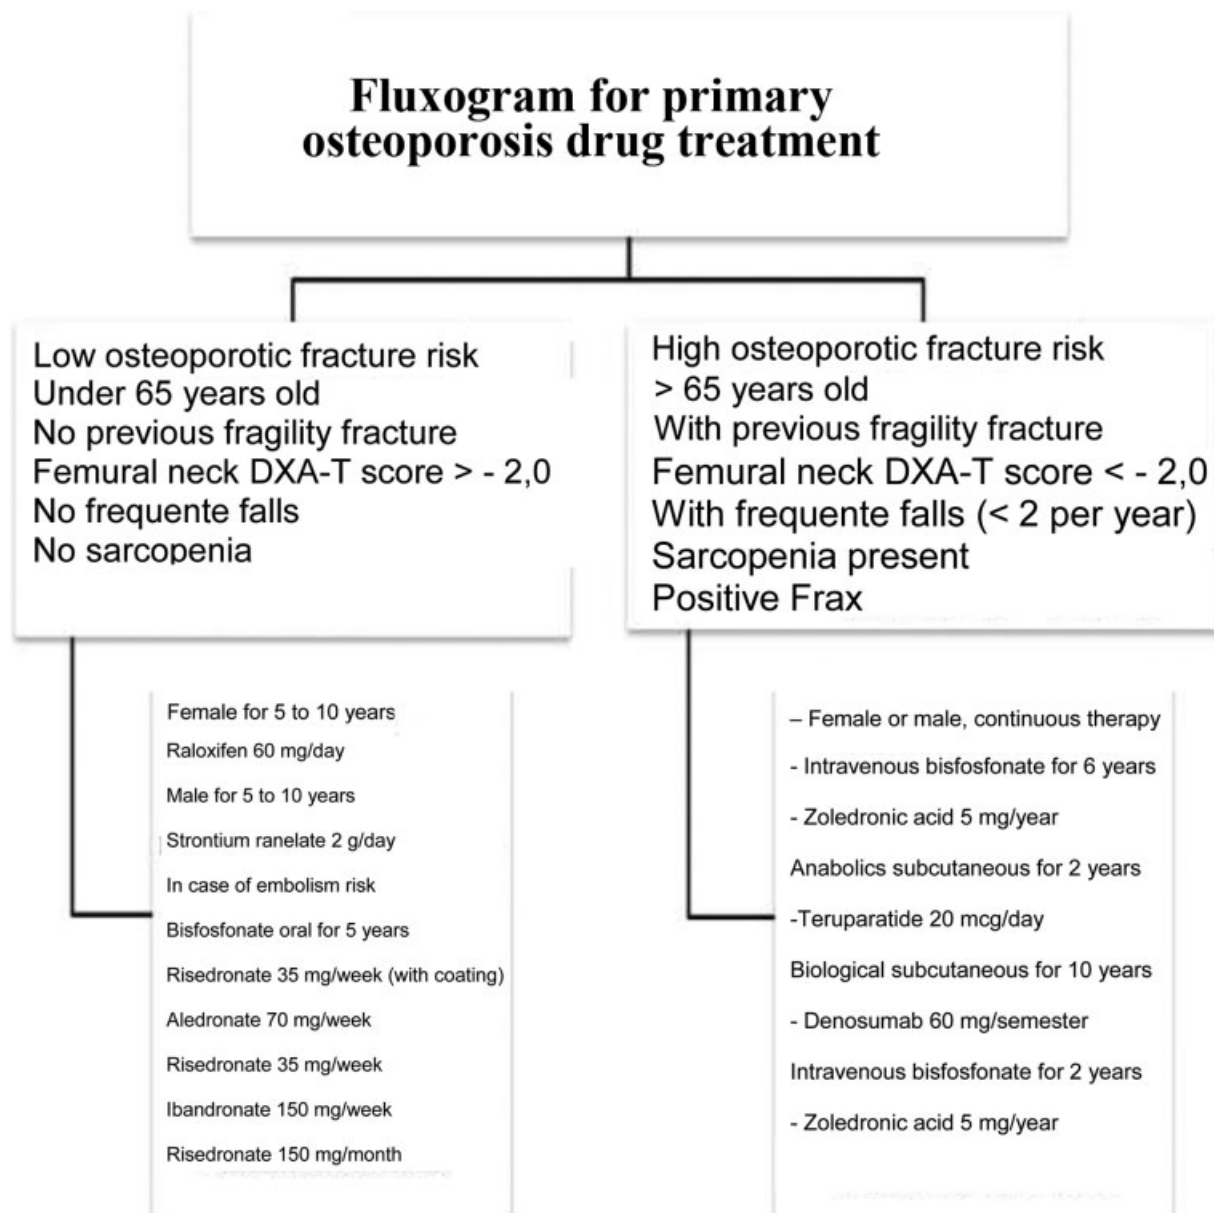 Fluxogram for primary
osteoporosis drug treatment
Low osteoporotic fracture risk
Under 65 years old
No previous fragility fracture
Femural neck DXA-T score > - 2,0
No frequente falls
No sarcopenia
High osteoporotic fracture risk
> 65 years old
With previous fragility fracture
Femural neck DXA-T score < - 2,0
With frequente falls (< 2 per year)
Sarcopenia present
Positive Frax
Female for 5 to 10 years
Raloxifen 60 mg/day
Male for 5 to 10 years
Strontium ranelate 2 g/day
In case of embolism risk
Bisfosfonate oral for 5 years
Risedronate 35 mg/week (with coating)
Aledronate 70 mg/week
Risedronate 35 mg/week
Ibandronate 150 mg/week
Risedronate 150 mg/month
– Female or male, continuous therapy
- Intravenous bisfosfonate for 6 years
- Zoledronic acid 5 mg/year
Anabolics subcutaneous for 2 years
-Teruparatide 20 mcg/day
Biological subcutaneous for 10 years
- Denosumab 60 mg/semester
Intravenous bisfosfonate for 2 years
- Zoledronic acid 5 mg/year